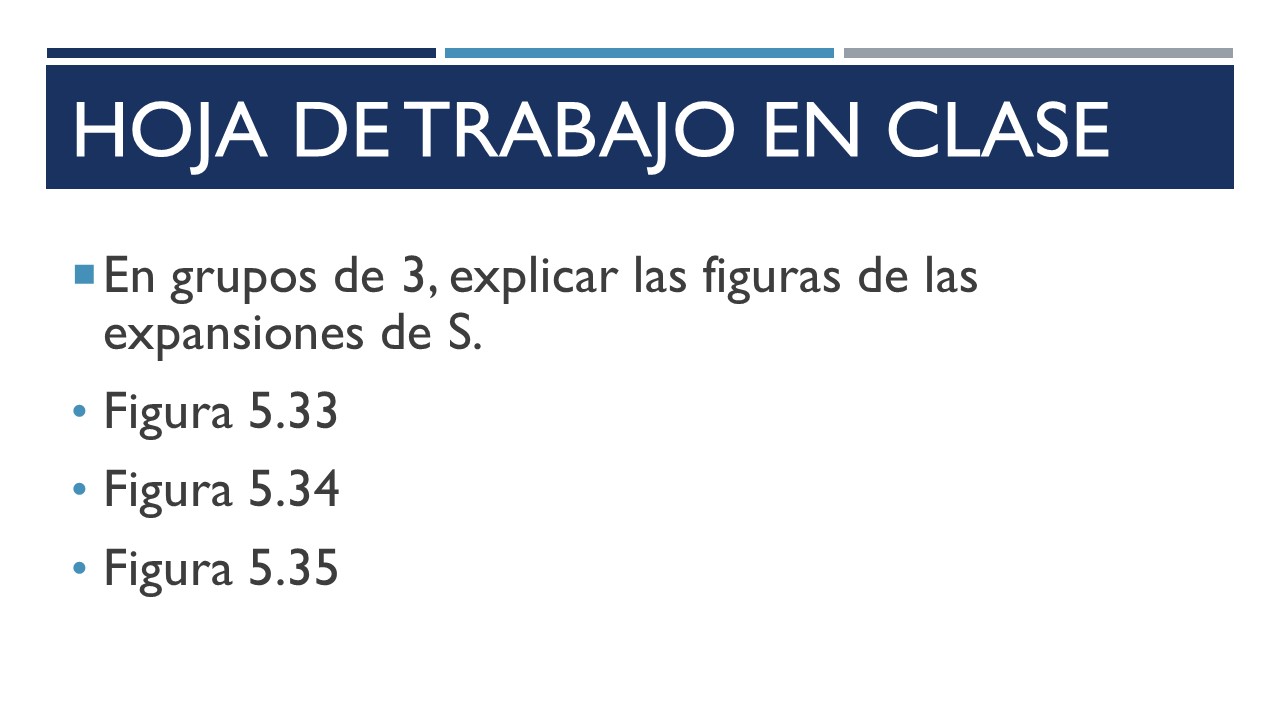 HOJA DE TRABAJO EN CLASE
En grupos de 3, explicar las figuras de las
expansiones de S.
Figura 5.33
Figura 5.34
Figura 5.35